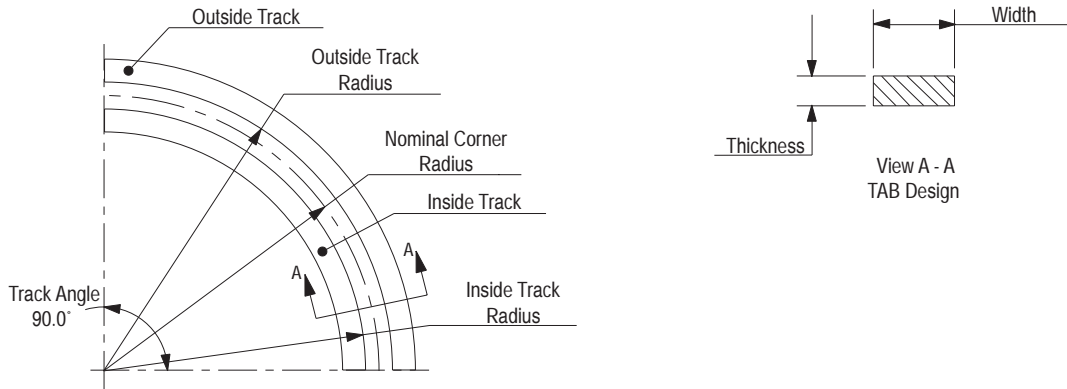 Outside Track
Outside Track
Radius
Nominal Corner
Radius
Inside Track
A
A
Inside Track
Radius
Track Angle
90.0°
Width
Thickness
View A - A
TAB Design